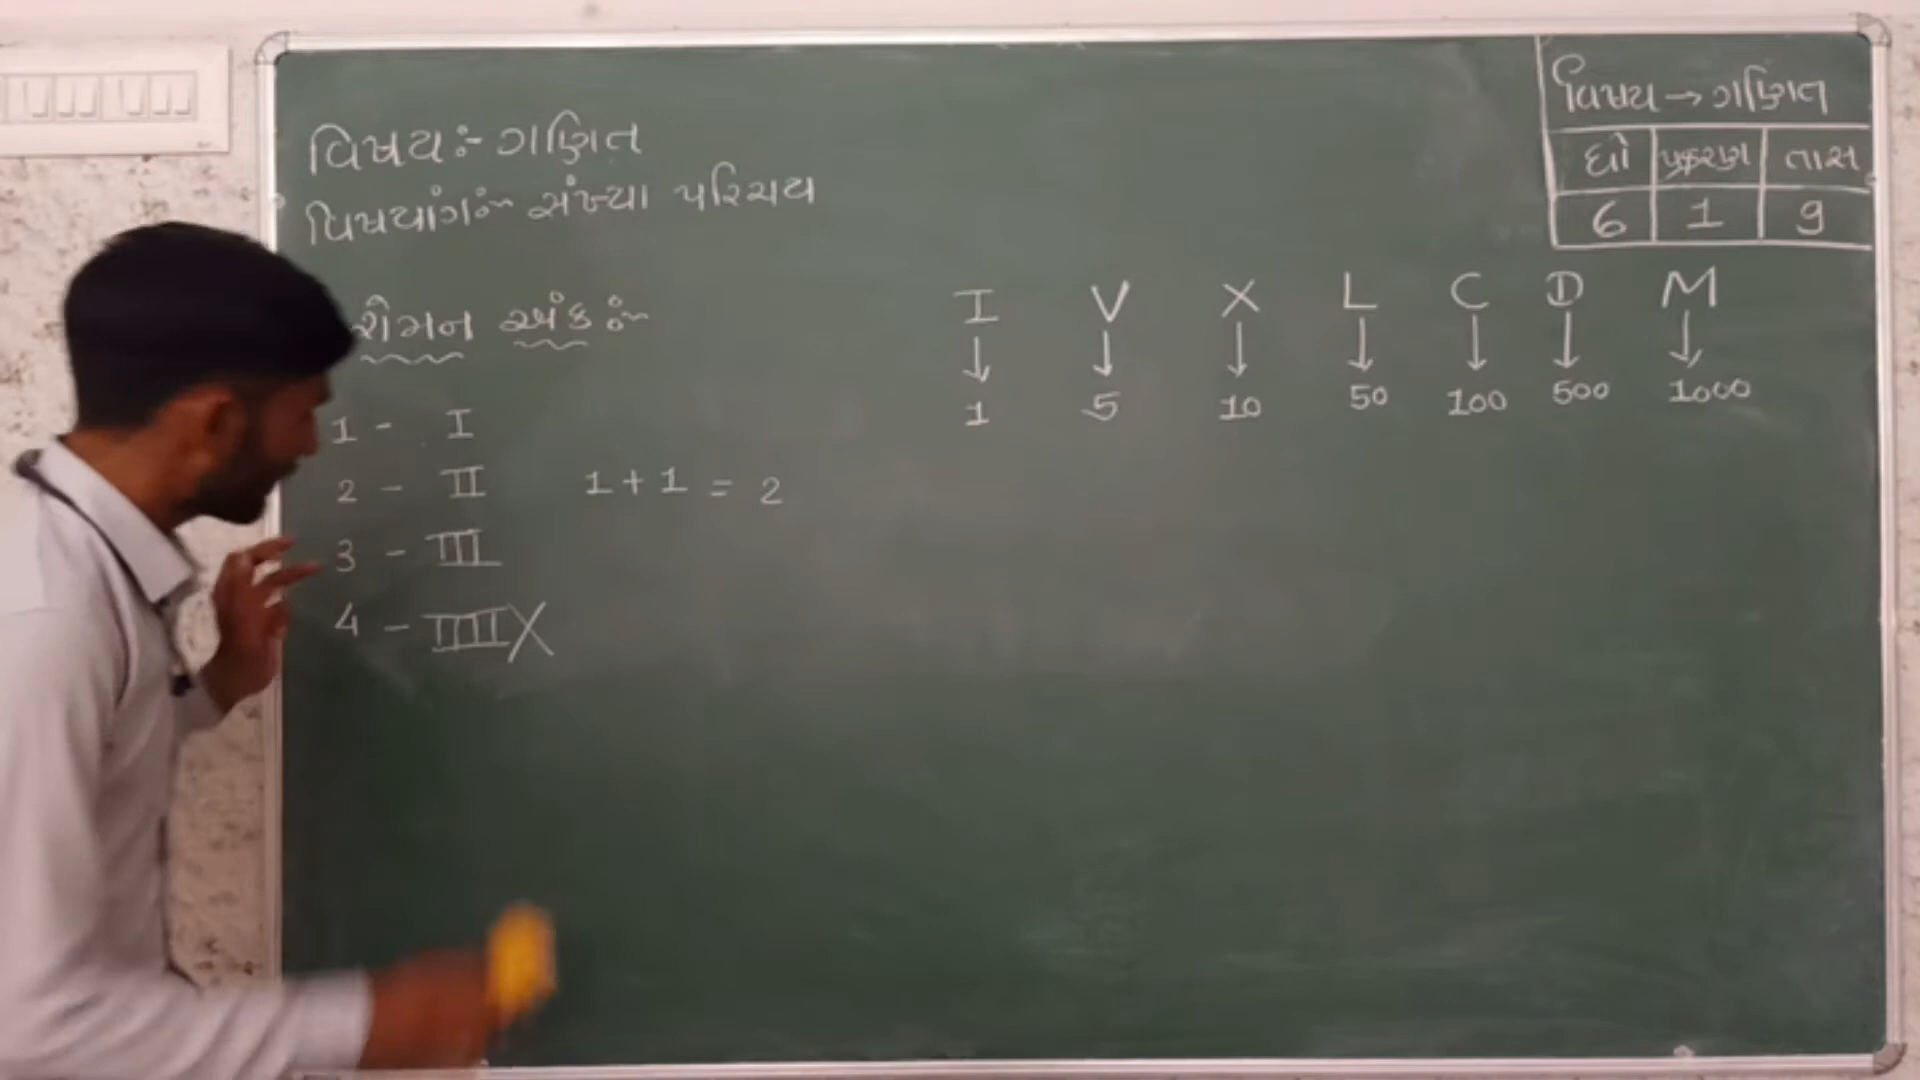 વિષય:- ગણિત
વિષયાંગ:- સંખ્યા પરિચય
રોમન અંક:-
1 - I
2 - II 1 + 1 = 2
3 - III
4 - IIII X
I V X L C D M
↓ ↓ ↓ ↓ ↓ ↓ ↓
1 5 10 50 100 500 1000
વિષય → ગણિત
ધો પ્રકરણ તાસ
6 1 9